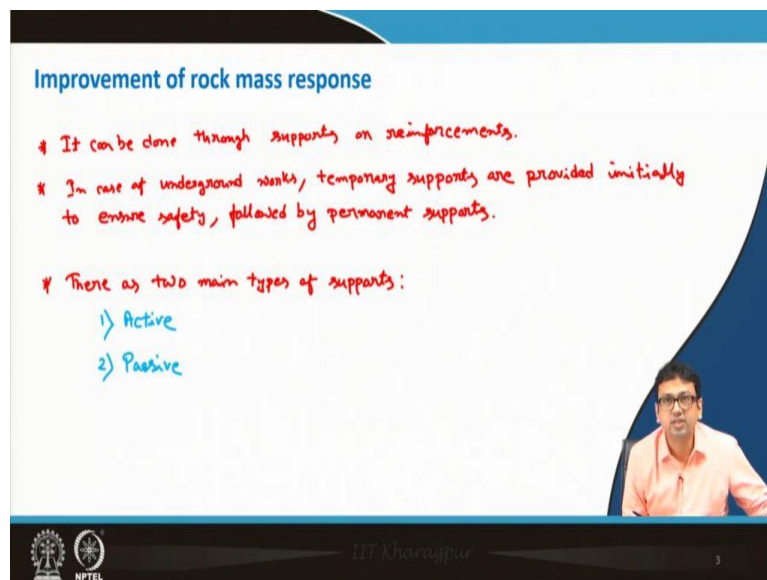 Improvement of rock mass response
* It can be done through supports or reinforcements.
* In case of underground works, temporary supports are provided initially
to ensure safety, followed by permanent supports.
* There as two main types of supports:
1) Active
2) Passive
NPTEL
IIT Kharagpur
3